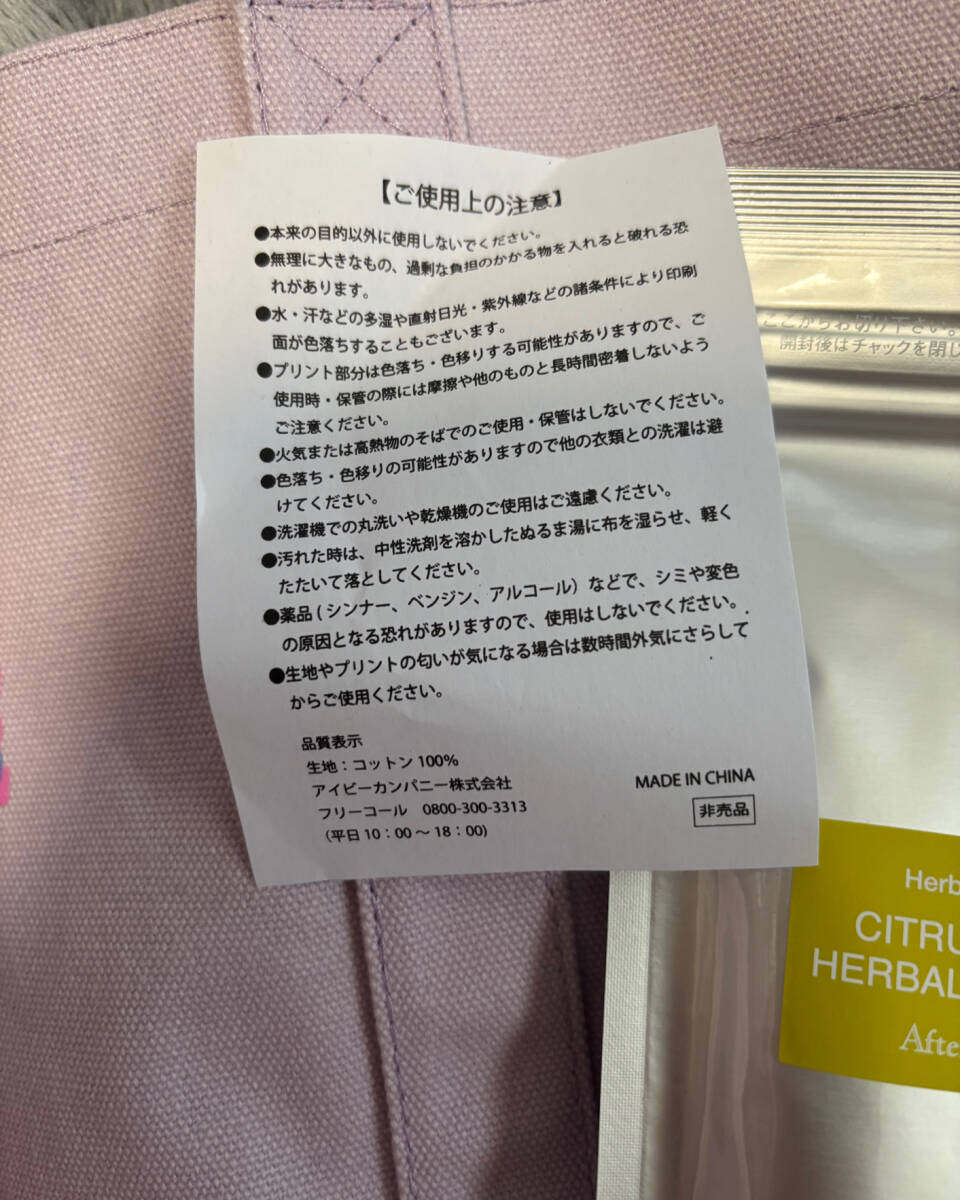 【ご使用上の注意】
●本来の目的以外に使用しないでください。
●無理に大きなもの、過剰な負担のかかる物を入れると破れる恐
れがあります。
●水・汗などの多湿や直射日光・紫外線などの諸条件により印刷
面が色落ちすることもございます。
●プリント部分は色落ち・色移りする可能性がありますので、ご
使用時・保管の際には摩擦や他のものと長時間密着しないよう
ご注意ください。
●火気または高熱物のそばでのご使用・保管はしないでください。
●色落ち・色移りの可能性がありますので他の衣類との洗濯は避
けてください。
●洗濯機での丸洗いや乾燥機のご使用はご遠慮ください。
●汚れた時は、中性洗剤を溶かしたぬるま湯に布を湿らせ、軽く
たたいて落としてください。
●薬品(シンナー、ベンジン、アルコール）などで、シミや変色
の原因となる恐れがありますので、使用はしないでください。
●生地やプリントの匂いが気になる場合は数時間外気にさらして
からご使用ください。
品質表示
生地：コットン100%
アイビーカンパニー株式会社
フリーコール　0800-300-3313
（平日10：00～18：00)
MADE IN CHINA
非売品
ここからお切り下さい。
開封後はチャックを閉じ
Herb
CITRU
HERBAL
Afte